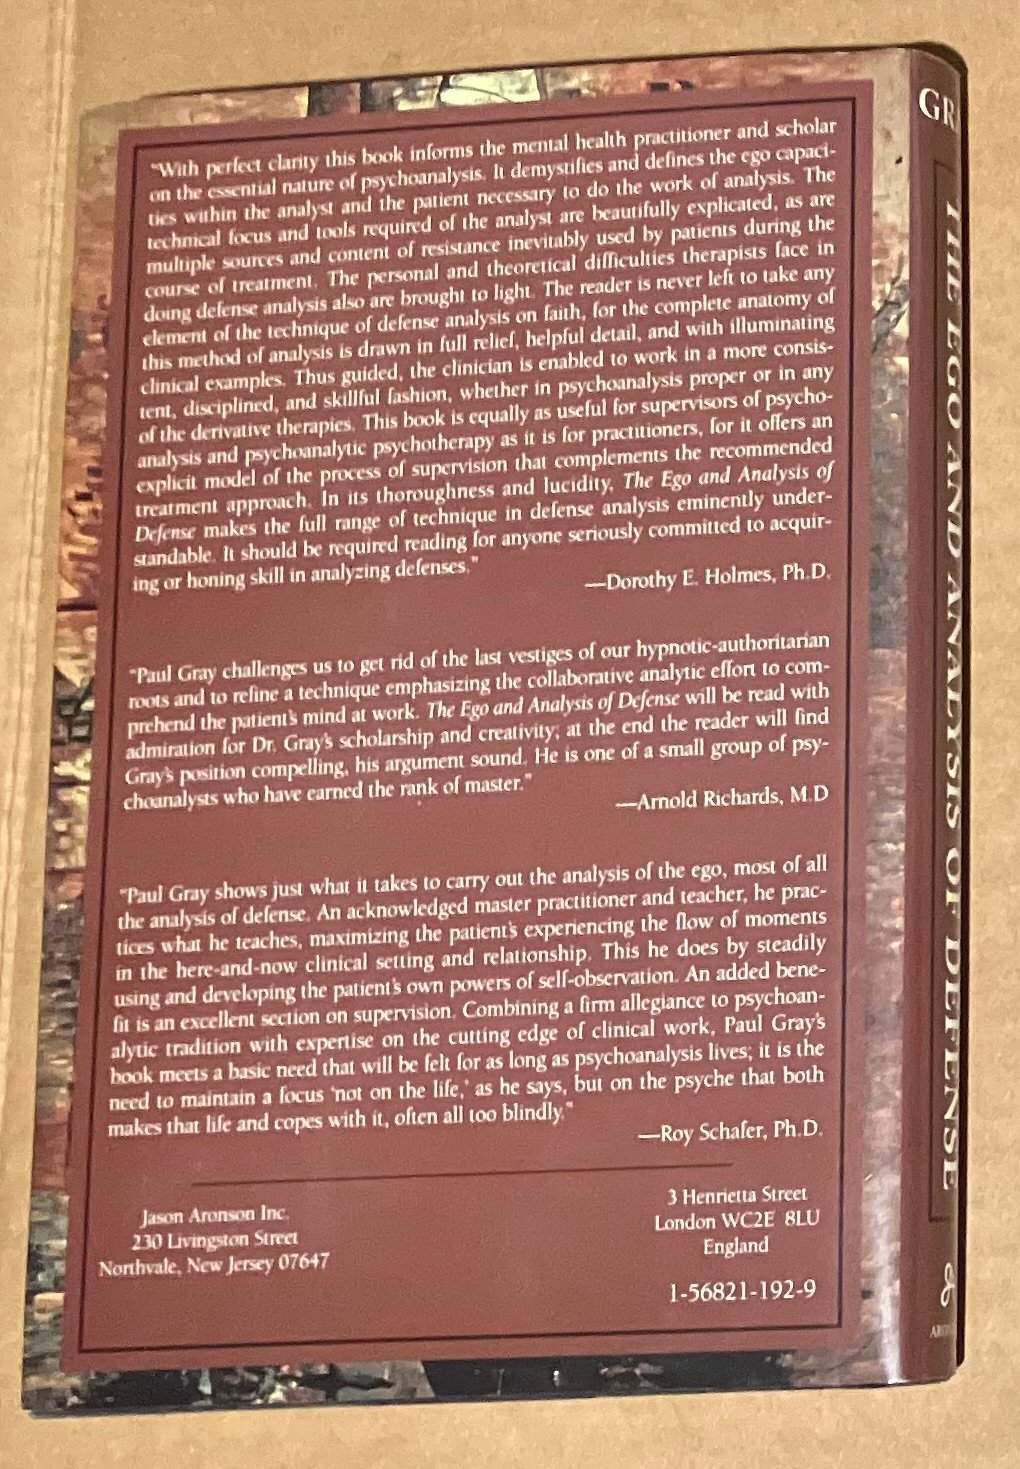 "With perfect clarity this book informs the mental health practitioner and scholar
on the essential nature of psychoanalysis. It demystifies and defines the ego capaci-
ties within the analyst and the patient necessary to do the work of analysis. The
technical focus and tools required of the analyst are beautifully explicated, as are
multiple sources and content of resistance inevitably used by patients during the
course of treatment. The personal and theoretical difficulties therapists face in
doing defense analysis also are brought to light. The reader is never left to take any
element of the technique of defense analysis on faith, for the complete anatomy of
this method of analysis is drawn in full relief, helpful detail, and with illuminating
clinical examples. Thus guided, the clinician is enabled to work in a more consis-
tent, disciplined, and skillful fashion, whether in psychoanalysis proper or in any
of the derivative therapies. This book is equally as useful for supervisors of psycho-
analysis and psychoanalytic psychotherapy as it is for practitioners, for it offers an
explicit model of the process of supervision that complements the recommended
treatment approach. In its thoroughness and lucidity, The Ego and Analysis of
Defense makes the full range of technique in defense analysis eminently under-
standable. It should be required reading for anyone seriously committed to acquir-
ing or honing skill in analyzing defenses."
—Dorothy E. Holmes, Ph.D.
"Paul Gray challenges us to get rid of the last vestiges of our hypnotic-authoritarian
roots and to refine a technique emphasizing the collaborative analytic effort to com-
prehend the patient's mind at work. The Ego and Analysis of Defense will be read with
admiration for Dr. Gray's scholarship and creativity; at the end the reader will find
Gray's position compelling, his argument sound. He is one of a small group of psy-
choanalysts who have earned the rank of master."
—Arnold Richards, M.D
"Paul Gray shows just what it takes to carry out the analysis of the ego, most of all
the analysis of defense. An acknowledged master practitioner and teacher, he prac-
tices what he teaches, maximizing the patient's experiencing the flow of moments
in the here-and-now clinical setting and relationship. This he does by steadily
using and developing the patient's own powers of self-observation. An added bene-
fit is an excellent section on supervision. Combining a firm allegiance to psychoan-
alytic tradition with expertise on the cutting edge of clinical work, Paul Gray's
book meets a basic need that will be felt for as long as psychoanalysis lives; it is the
need to maintain a focus 'not on the life,' as he says, but on the psyche that both
makes that life and copes with it, often all too blindly."
—Roy Schafer, Ph.D.
Jason Aronson Inc.
230 Livingston Street
Northvale, New Jersey 07647
3 Henrietta Street
London WC2E 8LU
England
1-56821-192-9
GR
THE EGO AND ANALYSIS OF DEFENSE